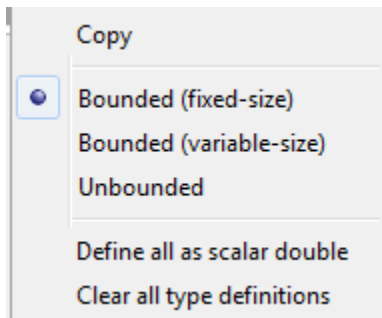 Copy
Bounded (fixed-size)
Bounded (variable-size)
Unbounded
Define all as scalar double
Clear all type definitions